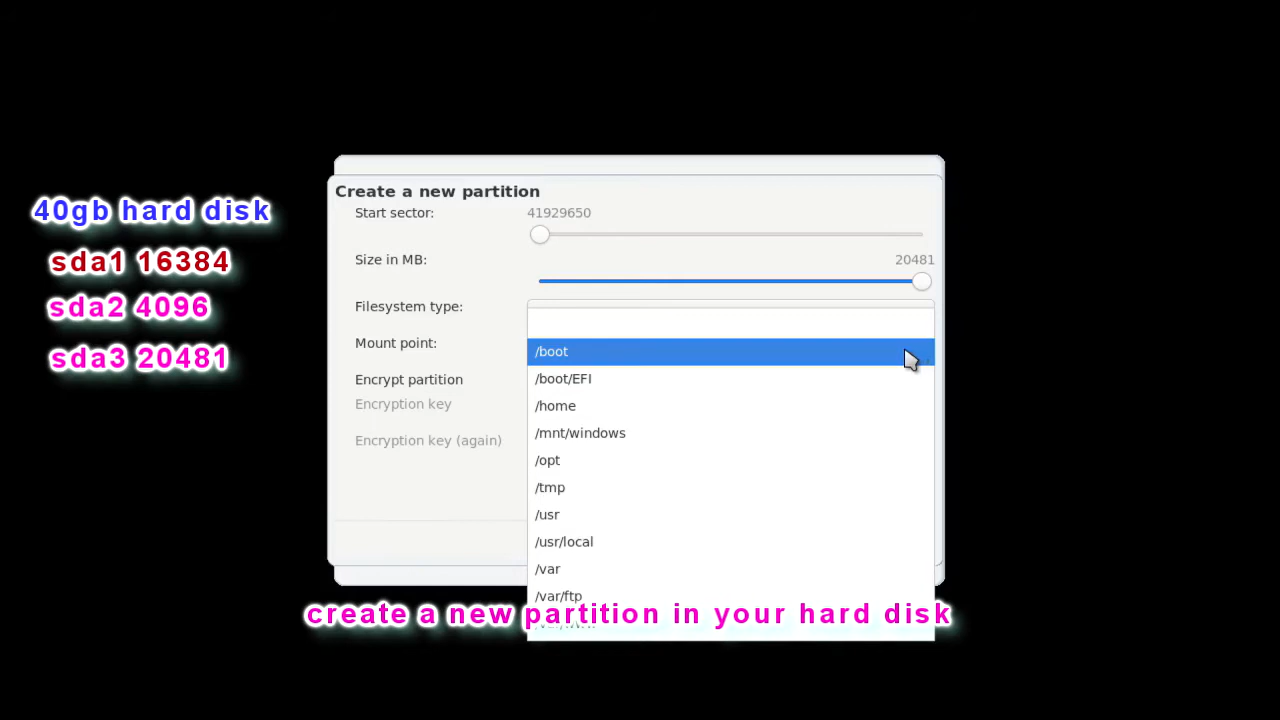 40gb hard disk
sda1 16384
sda2 4096
sda3 20481
Create a new partition
Start sector:
41929650
Size in MB:
20481
Filesystem type:
Mount point:
Encrypt partition
Encryption key
Encryption key (again)
/boot
/boot/EFI
/home
/mnt/windows
/opt
/tmp
/usr
/usr/local
/var
/var/ftp
create a new partition in your hard disk